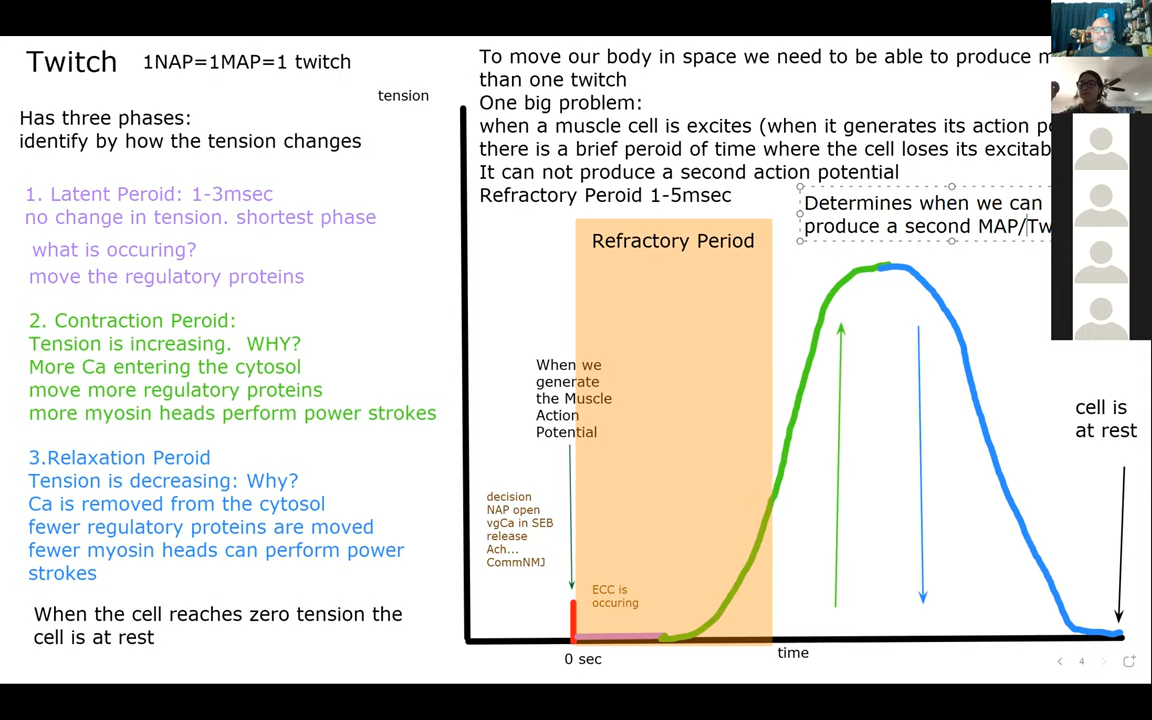 Twitch 1NAP=1MAP=1 twitch
Has three phases:
identify by how the tension changes
1. Latent Peroid: 1-3msec
no change in tension. shortest phase
what is occuring?
move the regulatory proteins
2. Contraction Peroid:
Tension is increasing. WHY?
More Ca entering the cytosol
move more regulatory proteins
more myosin heads perform power strokes
3.Relaxation Peroid
Tension is decreasing: Why?
Ca is removed from the cytosol
fewer regulatory proteins are moved
fewer myosin heads can perform power
strokes
When the cell reaches zero tension the
cell is at rest
tension
To move our body in space we need to be able to produce
than one twitch
One big problem:
when a muscle cell is excites (when it generates its action
there is a brief peroid of time where the cell loses its
It can not produce a second action potential
Refractory Peroid 1-5msec
Determines when we can
produce a second MAP/
Refractory Period
When we
generate
the Muscle
Action
Potential
decision
NAP open
vgCa in SEB
release
Ach...
CommNMJ
ECC is
occuring
cell is
at rest
0 sec
time
4